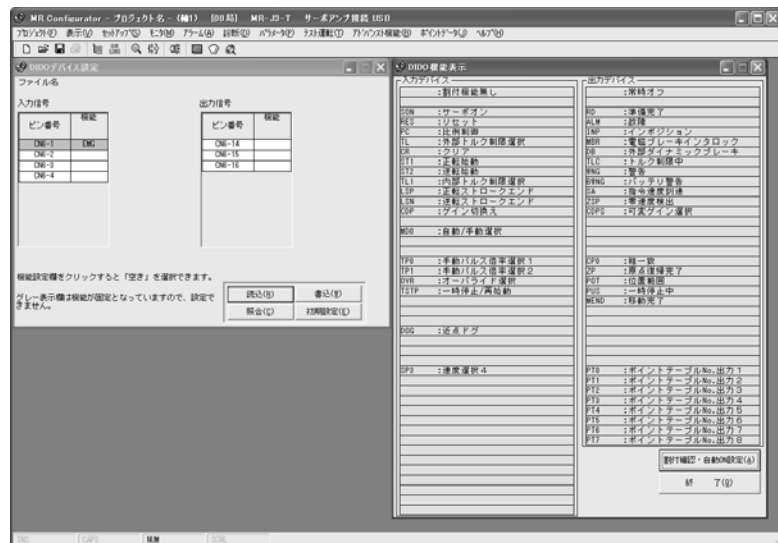 MR Configurator - プロジェクト名 - (軸1) [00局] MR-J3-T サーボアンプ接続 USB
プロジェクト(F) 表示(V) セットアップ(S) モニタ(M) アラーム(A) 診断(D) パラメータ(P) テスト運転(T) アドバンスト機能(B) ポイントデータ(J) ヘルプ(H)
DIDOデバイス設定
ファイル名
入力信号
ピン番号 機能
CN6-1 EMG
CN6-2
CN6-3
CN6-4
出力信号
ピン番号 機能
CN6-14
CN6-15
CN6-16
機能設定欄をクリックすると「空き」を選択できます。
グレー表示欄は機能が固定となっていますので、設定で
きません。
読込(R) 書込(W)
照合(C) 初期設定(E)
DIDO機能表示
入力デバイス
:割付機能無し
SON :サーボオン
RES :リセット
PC :比例制御
TL :外部トルク制限選択
CR :クリア
ST1 :正転始動
ST2 :逆転始動
TL1 :内部トルク制限選択
LSP :正転ストロークエンド
LSN :逆転ストロークエンド
CDP :ゲイン切換え
MD0 :自動/手動選択
TP0 :手動パルス倍率選択1
TP1 :手動パルス倍率選択2
OVR :オーバライド選択
TSTP :一時停止/再始動
DOG :近点ドグ
SP3 :速度選択4
出力デバイス
:常時オフ
RD :準備完了
ALM :故障
INP :インポジション
MBR :電磁ブレーキインタロック
DB :外部ダイナミックブレーキ
TLC :トルク制限中
WNG :警告
BWNG :バッテリ警告
SA :指令速度到達
ZSP :零速度検出
CDPS :可変ゲイン選択
CPO :粗一致
ZP :原点復帰完了
POT :位置範囲
PUS :一時停止中
MEND :移動完了
PT0 :ポイントテーブルNo.出力1
PT1 :ポイントテーブルNo.出力2
PT2 :ポイントテーブルNo.出力3
PT3 :ポイントテーブルNo.出力4
PT4 :ポイントテーブルNo.出力5
PT5 :ポイントテーブルNo.出力6
PT6 :ポイントテーブルNo.出力7
PT7 :ポイントテーブルNo.出力8
割付確認・自動ON設定(A)
終 了(Q)
INS CAPS NUM SCRL